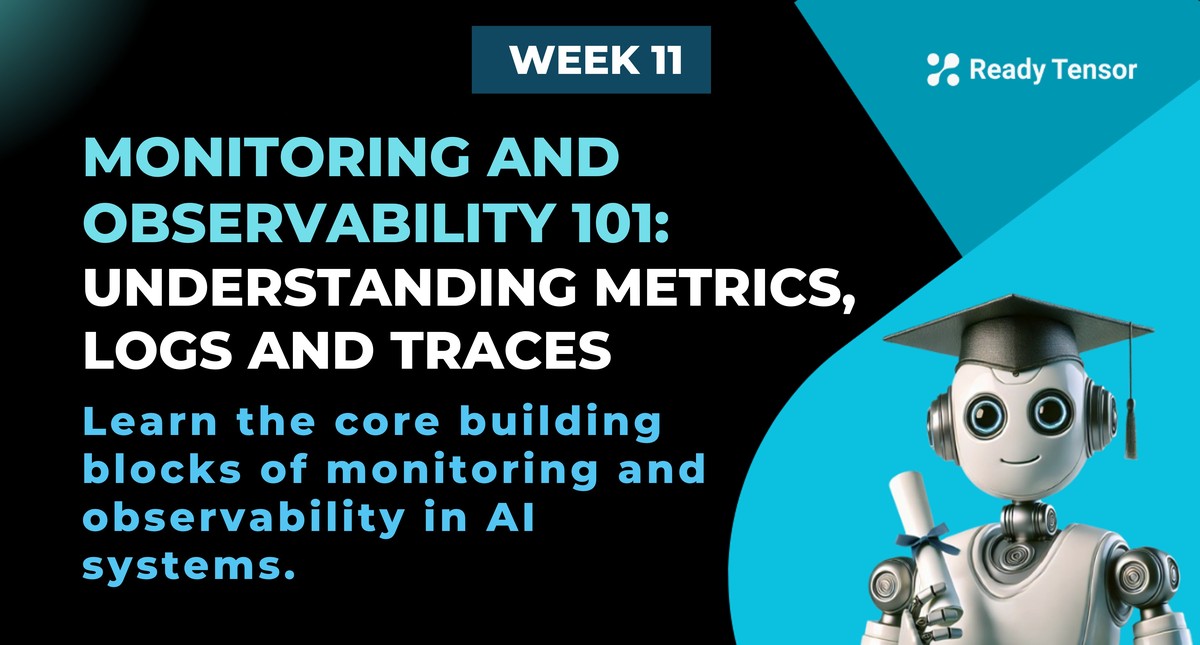 WEEK 11
Ready Tensor
MONITORING AND
OBSERVABILITY 101:
UNDERSTANDING METRICS,
LOGS AND TRACES
Learn the core building
blocks of monitoring and
observability in AI
systems.